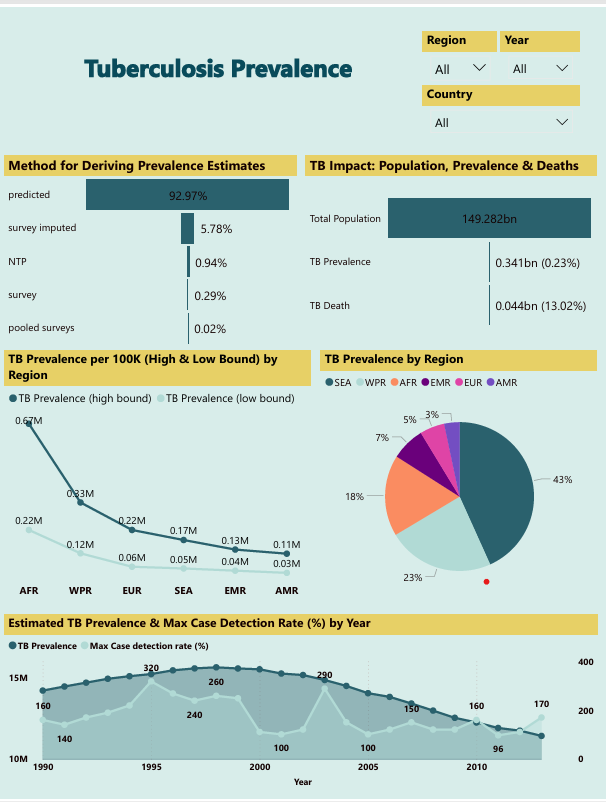 Tuberculosis Prevalence
Region
Year
All
All
Country
All
Method for Deriving Prevalence Estimates
predicted
92.97%
survey imputed
5.78%
NTP
0.94%
survey
0.29%
pooled surveys
0.02%
TB Impact: Population, Prevalence & Deaths
Total Population
149.282bn
TB Prevalence
0.341bn (0.23%)
TB Death
0.044bn (13.02%)
TB Prevalence per 100K (High & Low Bound) by
Region
TB Prevalence (high bound) TB Prevalence (low bound)
0.67M
0.33M
0.22M
0.17M
0.13M
0.11M
0.22M
0.12M
0.06M
0.05M
0.04M
0.03M
AFR WPR EUR SEA EMR AMR
TB Prevalence by Region
SEA WPR AFR EMR EUR AMR
3%
5%
7%
18%
23%
43%
Estimated TB Prevalence & Max Case Detection Rate (%) by Year
TB Prevalence Max Case detection rate (%)
15M
10M
400
200
0
160
140
320
240
260
100
290
100
150
160
96
170
1990 1995 2000 2005 2010
Year